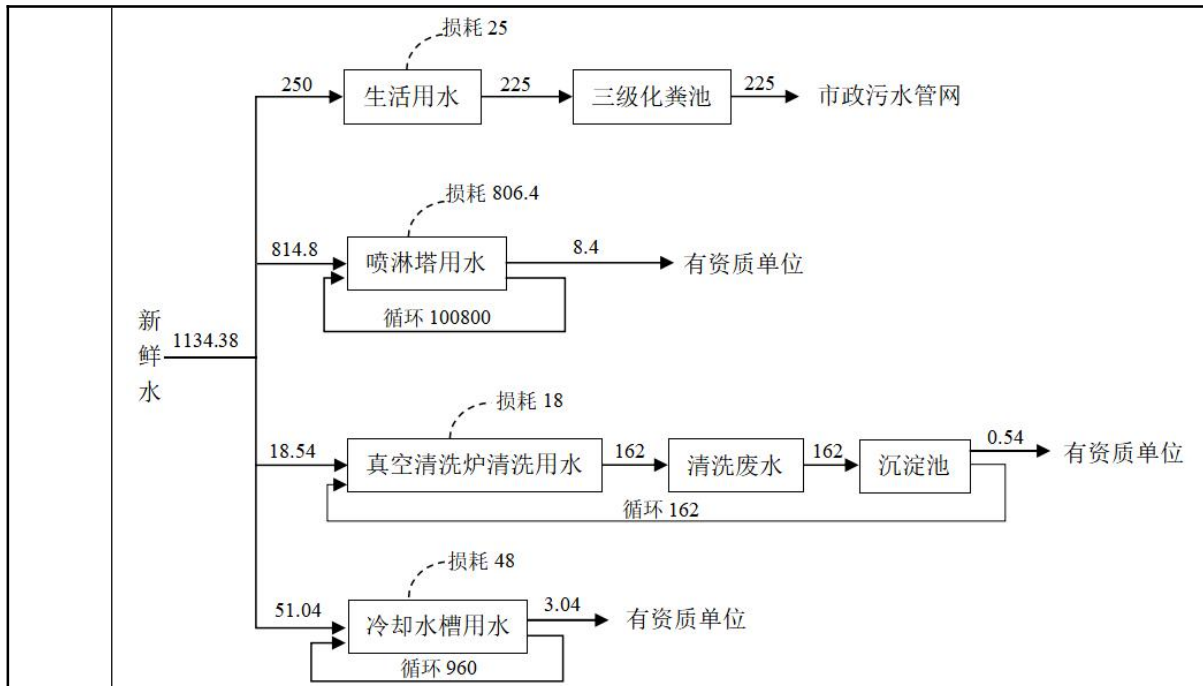 损耗 25
250
生活用水
225
三级化粪池
225
市政污水管网
损耗 806.4
814.8
喷淋塔用水
8.4
有资质单位
循环 100800
新鲜水
1134.38
损耗 18
18.54
真空清洗炉清洗用水
162
清洗废水
162
沉淀池
0.54
有资质单位
循环 162
损耗 48
51.04
冷却水槽用水
3.04
有资质单位
循环 960